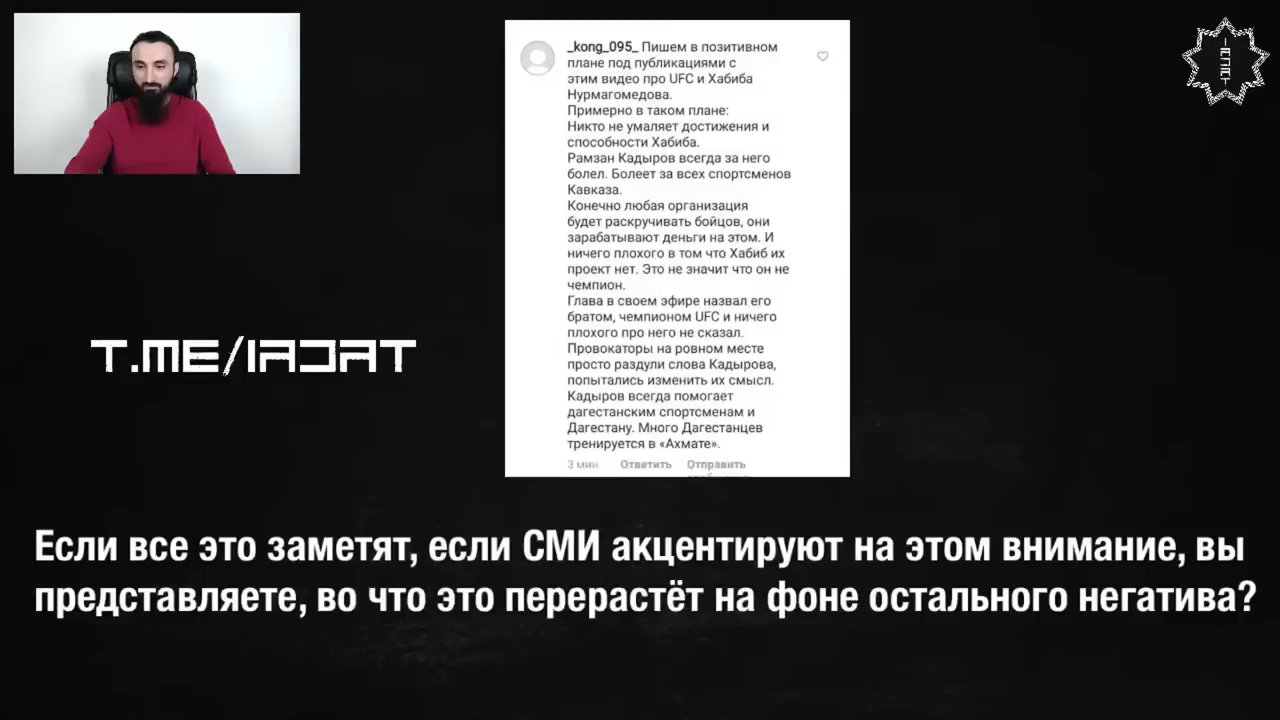 _kong_095_ Пишем в позитивном
плане под публикациями с
этим видео про UFC и Хабиба
Нурмагомедова.
Примерно в таком плане:
Никто не умаляет достижения и
способности Хабиба.
Рамзан Кадыров всегда за него
болел. Болеет за всех спортсменов
Кавказа.
Конечно любая организация
будет раскручивать бойцов, они
зарабатывают деньги на этом. И
ничего плохого в том что Хабиб их
проект нет. Это не значит что он не
чемпион.
Глава в своем эфире назвал его
братом, чемпионом UFC и ничего
плохого про него не сказал.
Провокаторы на ровном месте
просто раздули слова Кадырова,
попытались изменить их смысл.
Кадыров всегда помогает
дагестанским спортсменам и
Дагестану. Много Дагестанцев
тренируется в «Ахмате».
3 мин Ответить Отправить
T.ME/IADAT
Если все это заметят, если СМИ акцентируют на этом внимание, вы
представляете, во что это перерастёт на фоне остального негатива?